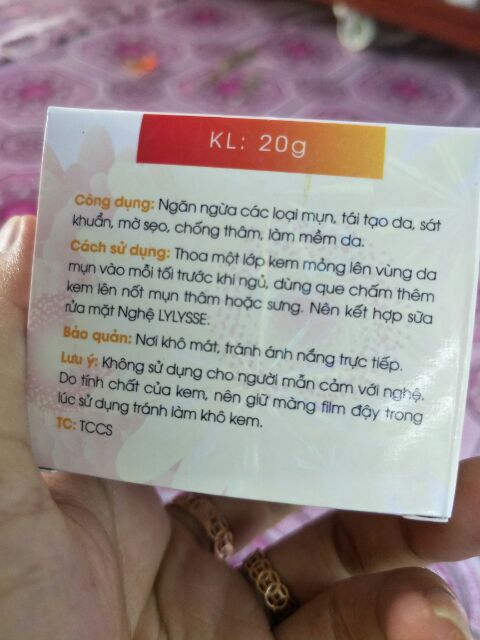 KL: 20g
Công dụng: Ngăn ngừa các loại mụn, tái tạo da, sát
khuẩn, mờ sẹo, chống thâm, làm mềm da.
Cách sử dụng: Thoa một lớp kem mỏng lên vùng da
mụn vào mỗi tối trước khi ngủ, dùng que chấm thêm
kem lên nốt mụn thâm hoặc sưng. Nên kết hợp sữa
rửa mặt Nghệ LYLYSSE.
Bảo quản: Nơi khô mát, tránh ánh nắng trực tiếp.
Lưu ý: Không sử dụng cho người mẫn cảm với nghệ.
Do tính chất của kem, nên giữ màng film đậy trong
lúc sử dụng tránh làm khô kem.
TC: TCCS